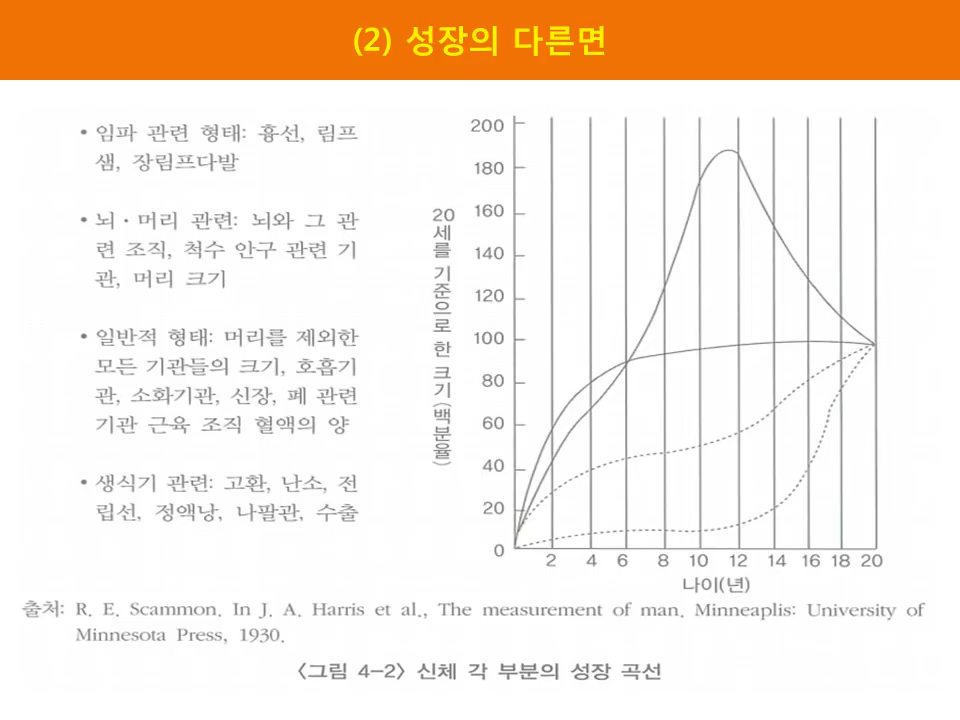 (2) 성장의 다른면
• 임파 관련 형태: 흉선, 림프
샘, 장림프다발
• 뇌·머리 관련: 뇌와 그 관
련 조직, 척수 안구 관련 기
관, 머리 크기
• 일반적 형태: 머리를 제외한
모든 기관들의 크기, 호흡기
관, 소화기관, 신장, 폐 관련
기관 근육 조직 혈액의 양
• 생식기 관련: 고환, 난소, 전
립선, 정액낭, 나팔관, 수출
20세를 기준으로 한 크기(백분율)
200
180
160
140
120
100
80
60
40
20
0
2 4 6 8 10 12 14 16 18 20
나이(년)
출처: R. E. Scammon. In J. A. Harris et al., The measurement of man. Minneaplis: University of
Minnesota Press, 1930.
〈그림 4-2〉 신체 각 부분의 성장 곡선